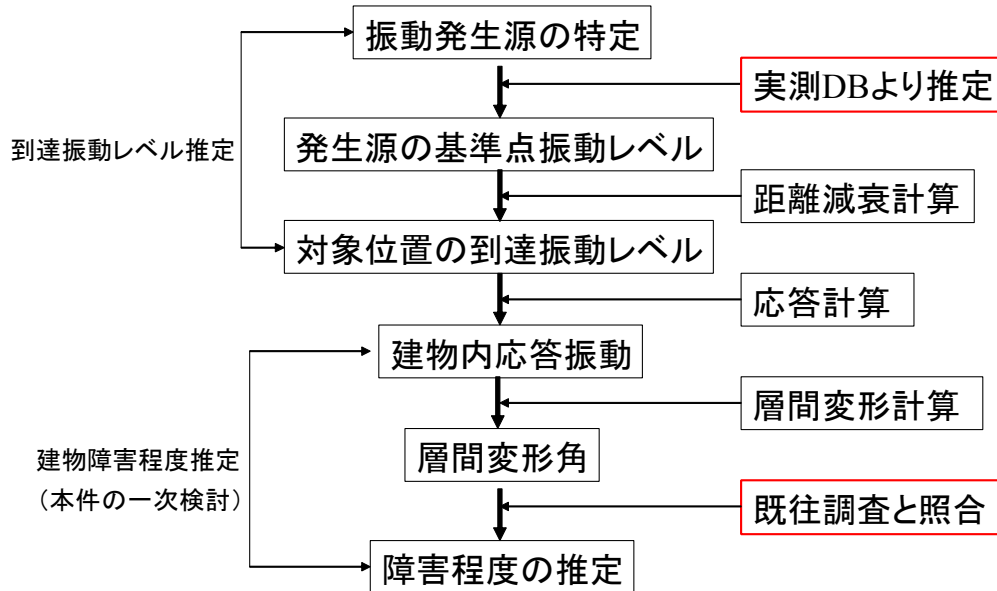 振動発生源の特定
実測DBより推定
到達振動レベル推定
発生源の基準点振動レベル
距離減衰計算
対象位置の到達振動レベル
応答計算
建物内応答振動
層間変形計算
建物障害程度推定
（本件の一次検討）
層間変形角
既往調査と照合
障害程度の推定